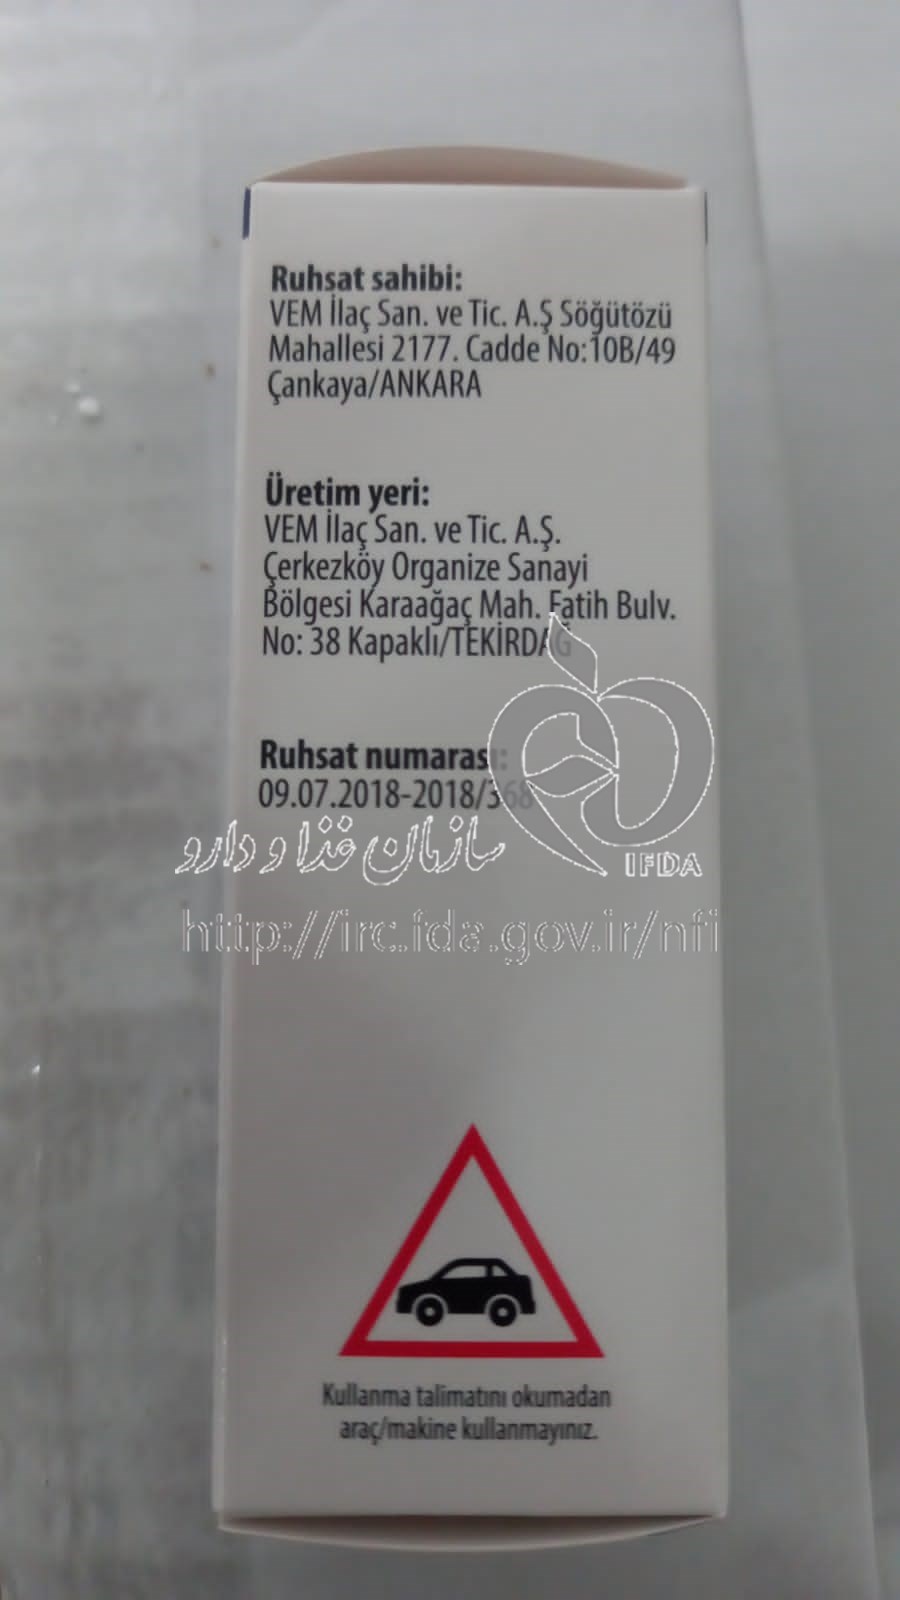 Ruhsat sahibi:
VEM İlaç San. ve Tic. A.Ş Söğütözü
Mahallesi 2177. Cadde No:10B/49
Çankaya/ANKARA
Üretim yeri:
VEM İlaç San. ve Tic. A.Ş.
Çerkezköy Organize Sanayi
Bölgesi Karaağaç Mah. Fatih Bulv.
No: 38 Kapaklı/TEKİRDAĞ
Ruhsat numarası:
09.07.2018-2018/368
سازمان غذا و دارو
IFDA
http://irc.fda.gov.ir/nfi
Kullanma talimatını okumadan
araç/makine kullanmayınız.